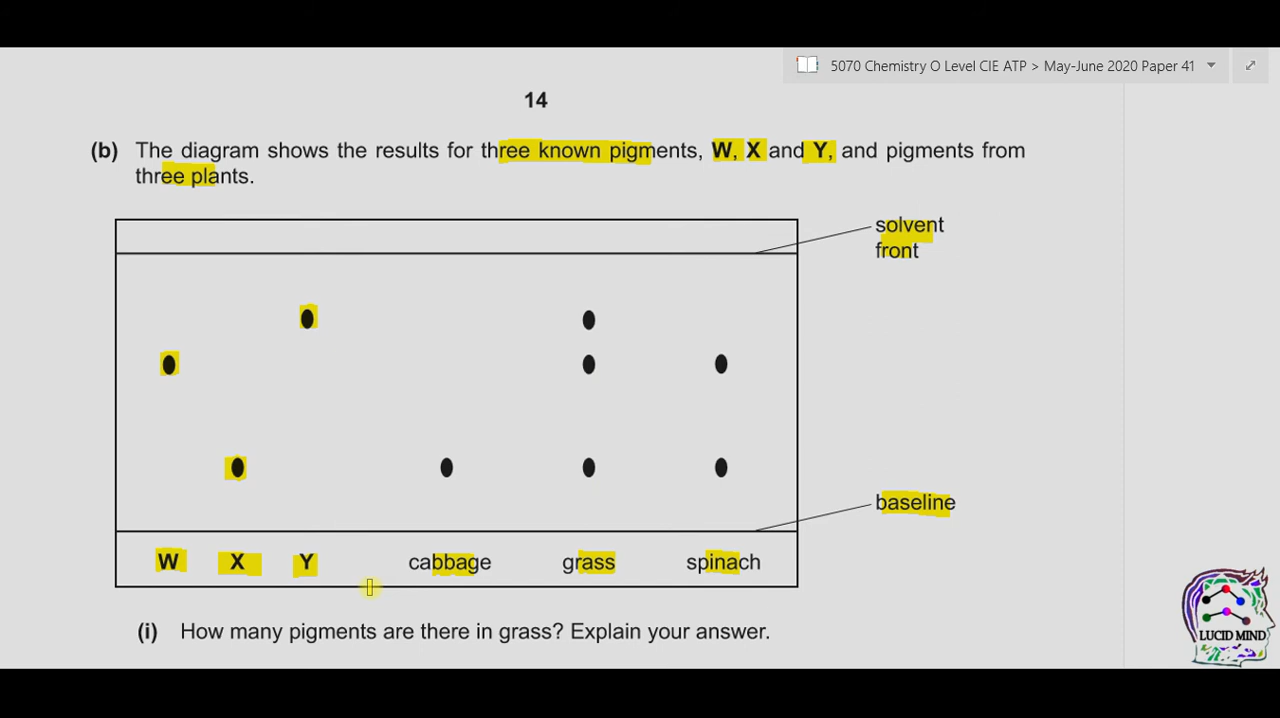 5070 Chemistry O Level CIE ATP > May-June 2020 Paper 41
14
(b) The diagram shows the results for three known pigments, W, X and Y, and pigments from
three plants.
solvent
front
baseline
W X Y cabbage grass spinach
(i) How many pigments are there in grass? Explain your answer.
LUCID MIND